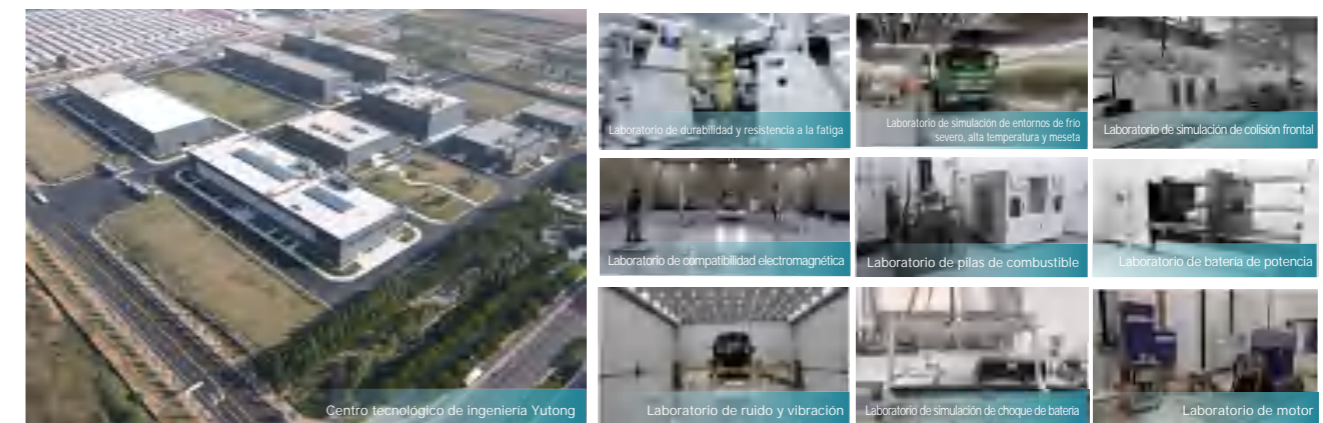 Laboratorio de durabilidad y resistencia a la fatiga
Laboratorio de simulación de entornos de frío
severo, alta temperatura y meseta
Laboratorio de simulación de colisión frontal
Laboratorio de compatibilidad electromagnética
Laboratorio de pilas de combustible
Laboratorio de batería de potencia
Centro tecnológico de ingeniería Yutong
Laboratorio de ruido y vibración
Laboratorio de simulación de choque de batería
Laboratorio de motor